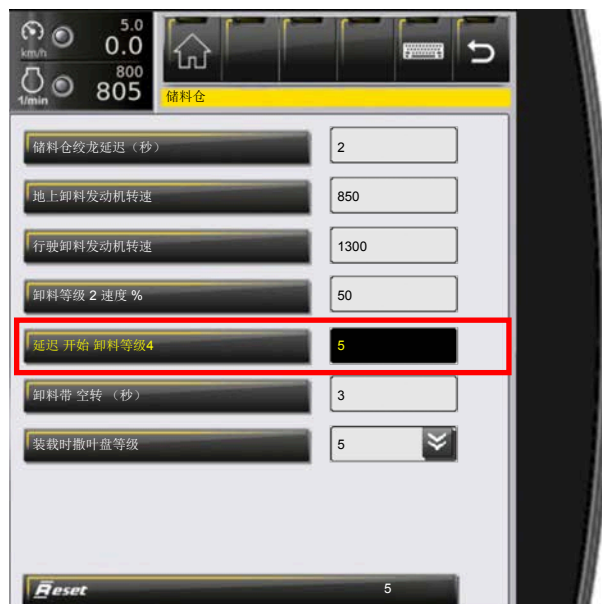 5.0
km/h
0.0
800
1/min
805
储料仓
储料仓绞龙延迟（秒）
2
地上卸料发动机转速
850
行驶卸料发动机转速
1300
卸料等级 2 速度 %
50
延迟 开始 卸料等级4
5
卸料带 空转 （秒）
3
装载时撒叶盘等级
5
Reset
5